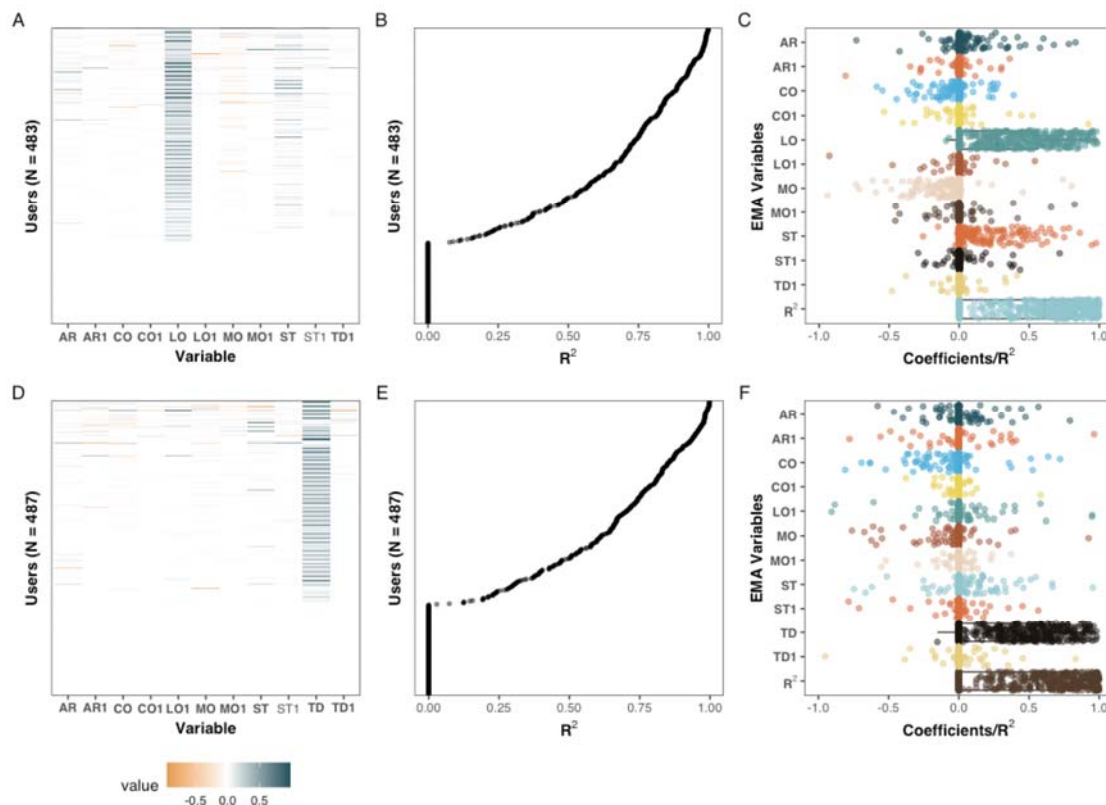 A
Users (N = 483)
AR AR1 CO CO1 LO LO1 MO MO1 ST ST1 TD1
Variable
B
Users (N = 483)
0.00 0.25 0.50 0.75 1.00
R²
C
EMA Variables
AR
AR1
CO
CO1
LO
LO1
MO
MO1
ST
ST1
TD1
R²
-1.0 -0.5 0.0 0.5 1.0
Coefficients/R²
D
Users (N = 487)
AR AR1 CO CO1 LO1 MO MO1 ST ST1 TD TD1
Variable
E
Users (N = 487)
0.00 0.25 0.50 0.75 1.00
R²
F
EMA Variables
AR
AR1
CO
CO1
LO1
MO
MO1
ST
ST1
TD
TD1
R²
-1.0 -0.5 0.0 0.5 1.0
Coefficients/R²
value
-0.5 0.0 0.5